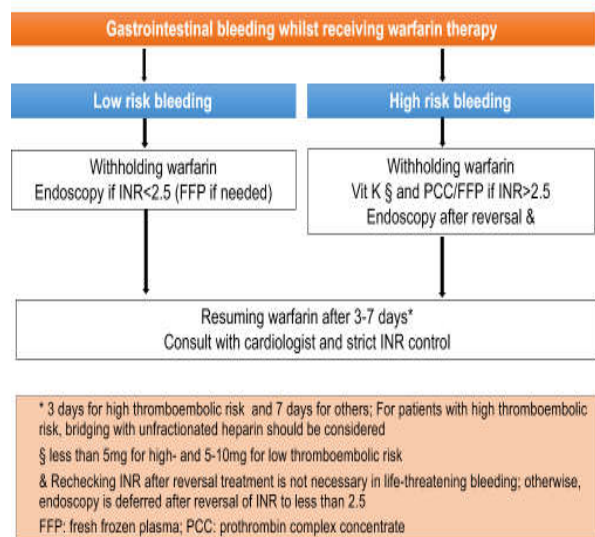 Gastrointestinal bleeding whilst receiving warfarin therapy
Low risk bleeding
High risk bleeding
Withholding warfarin
Endoscopy if INR<2.5 (FFP if needed)
Withholding warfarin
Vit K § and PCC/FFP if INR>2.5
Endoscopy after reversal &
Resuming warfarin after 3-7 days*
Consult with cardiologist and strict INR control
* 3 days for high thromboembolic risk and 7 days for others; For patients with high thromboembolic
risk, bridging with unfractionated heparin should be considered
§ less than 5mg for high- and 5-10mg for low thromboembolic risk
& Rechecking INR after reversal treatment is not necessary in life-threatening bleeding; otherwise,
endoscopy is deferred after reversal of INR to less than 2.5
FFP: fresh frozen plasma; PCC: prothrombin complex concentrate